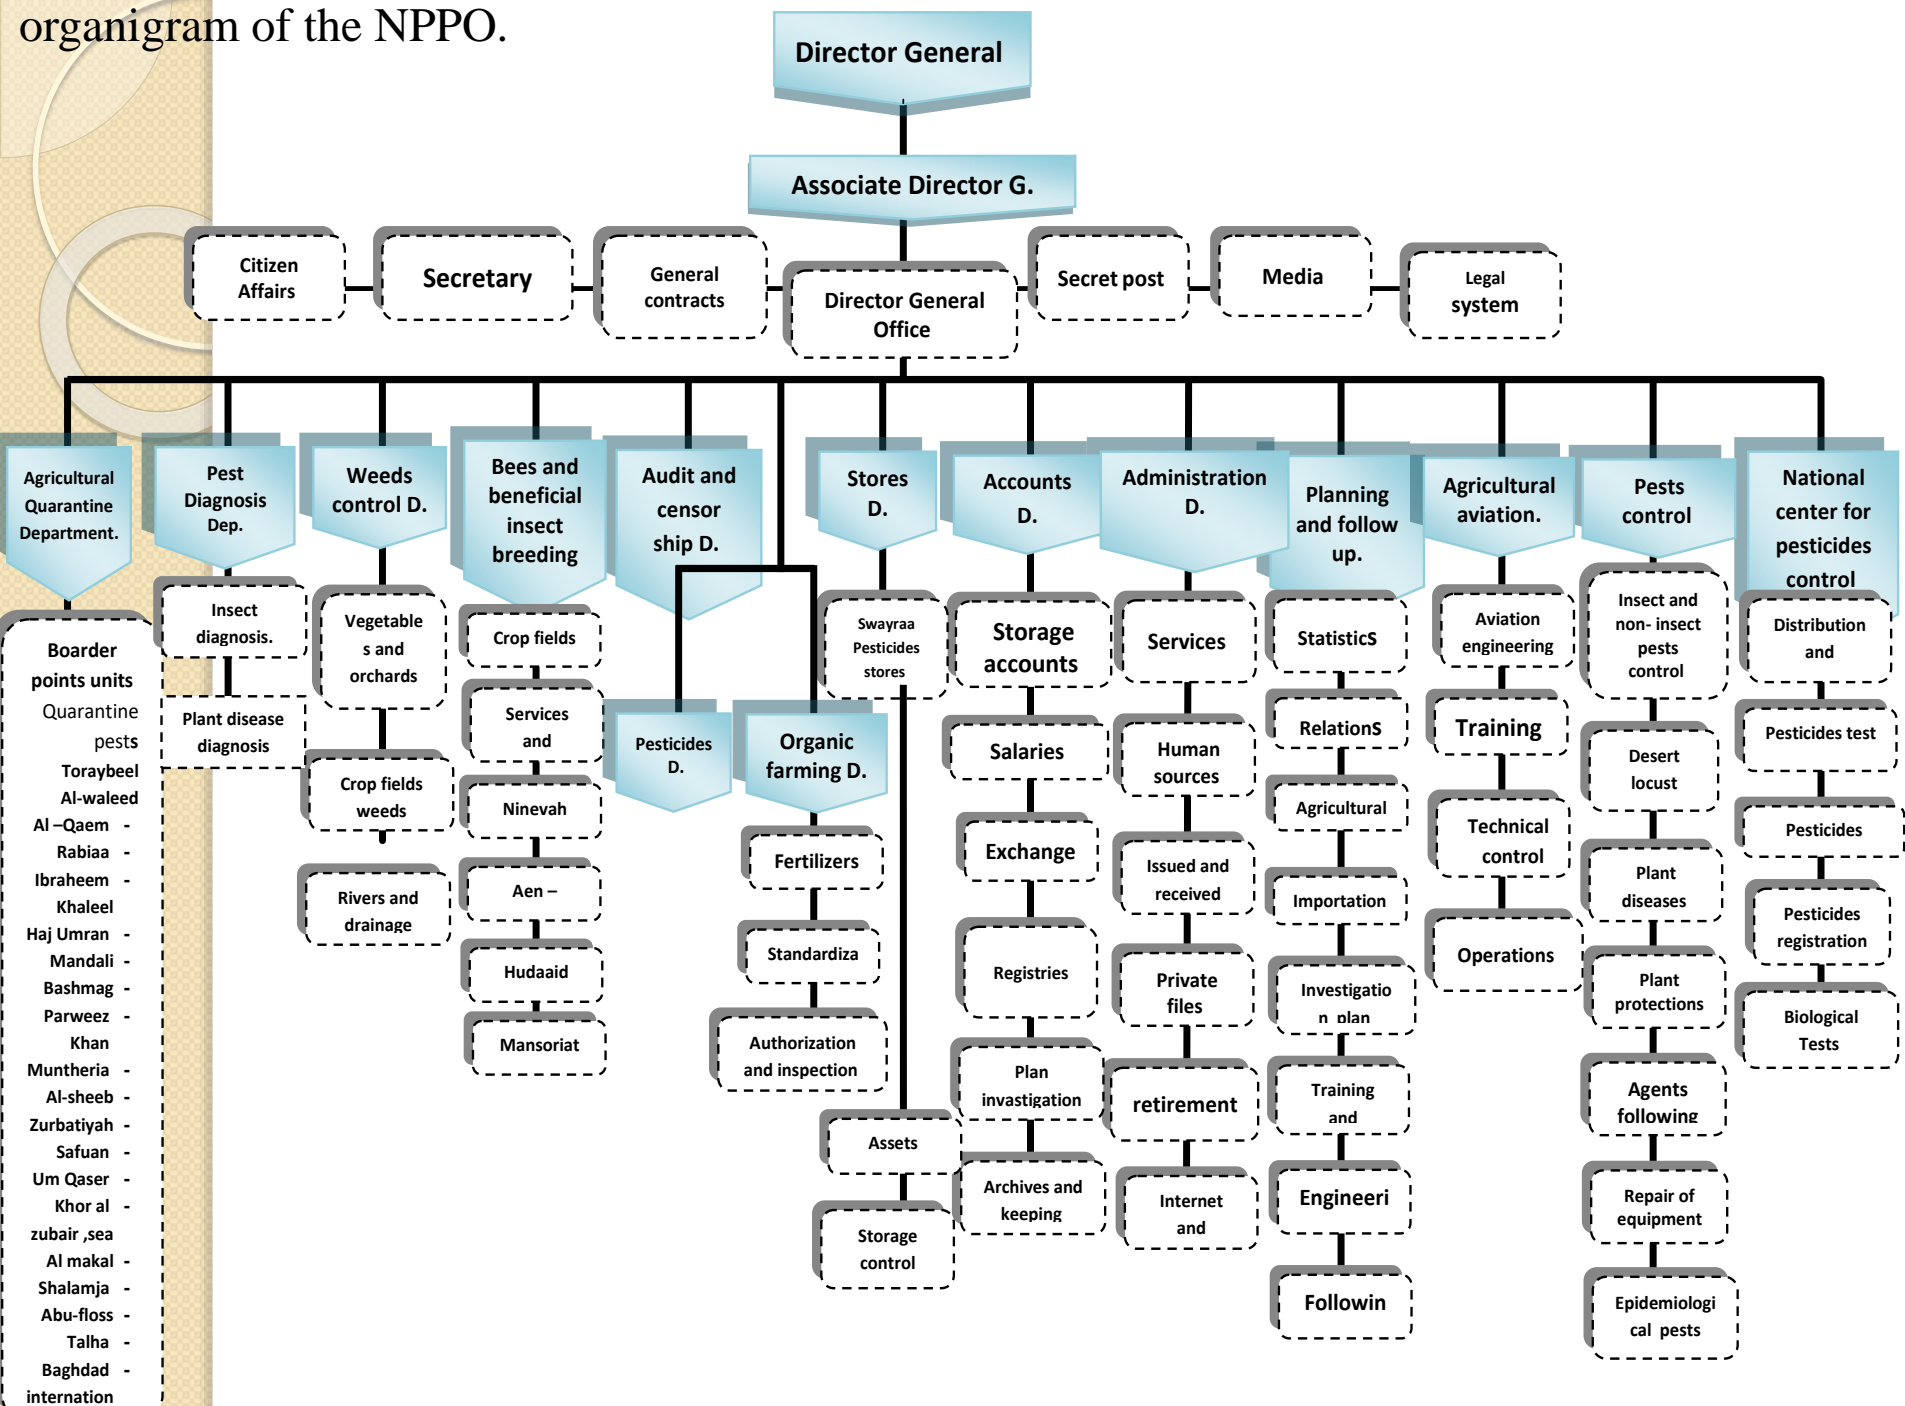 organigram of the NPPO.
Director General
Associate Director G.
Citizen
Affairs
Secretary
General
contracts
Director General
Office
Secret post
Media
Legal
system
Agricultural
Quarantine
Department.
Boarder
points units
Quarantine
pests
Toraybeel
Al-waleed
Al –Qaem -
Rabiaa -
Ibraheem -
Khaleel
Haj Umran -
Mandali -
Bashmag -
Parweez -
Khan
Muntheria -
Al-sheeb -
Zurbatiyah -
Safuan -
Um Qaser -
Khor al -
zubair ,sea
Al makal -
Shalamja -
Abu-floss -
Talha -
Baghdad -
internation
Pest
Diagnosis
Dep.
Insect
diagnosis.
Plant disease
diagnosis
Weeds
control D.
Vegetable
s and
orchards
Crop fields
weeds
Rivers and
drainage
Bees and
beneficial
insect
breeding
Crop fields
Services
and
Ninevah
Aen –
Hudaaid
Mansoriat
Audit and
censor
ship D.
Pesticides
D.
Organic
farming D.
Fertilizers
Standardiza
Authorization
and inspection
Stores
D.
Swayraa
Pesticides
stores
Assets
Storage
control
Accounts
D.
Storage
accounts
Salaries
Exchange
Registries
Plan
invastigation
Archives and
keeping
Administration
D.
Services
Human
sources
Issued and
received
Private
files
retirement
Internet
and
Planning
and follow
up.
Statistics
Relations
Agricultural
Importation
Investigatio
n plan
Training
and
Engineeri
Followin
Agricultural
aviation.
Aviation
engineering
Training
Technical
control
Operations
Pests
control
Insect and
non- insect
pests
control
Desert
locust
Plant
diseases
Plant
protections
Agents
following
Repair of
equipment
Epidemiologi
cal pests
National
center for
pesticides
control
Distribution
and
Pesticides test
Pesticides
Pesticides
registration
Biological
Tests